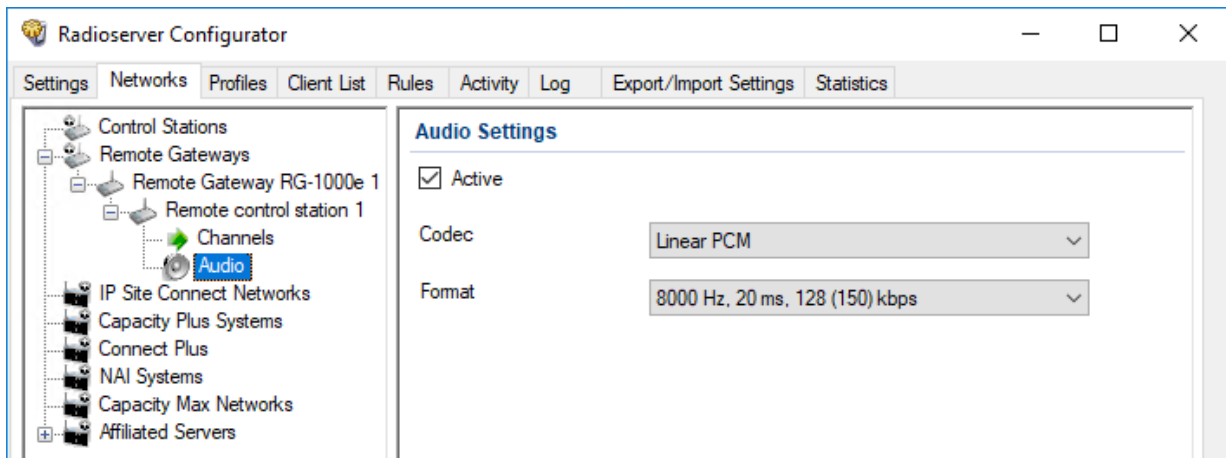 Radioserver Configurator
Settings Networks Profiles Client List Rules Activity Log Export/Import Settings Statistics
Control Stations
Remote Gateways
Remote Gateway RG-1000e 1
Remote control station 1
Channels
Audio
IP Site Connect Networks
Capacity Plus Systems
Connect Plus
NAI Systems
Capacity Max Networks
Affiliated Servers
Audio Settings
Active
Codec Linear PCM
Format 8000 Hz, 20 ms, 128 (150) kbps